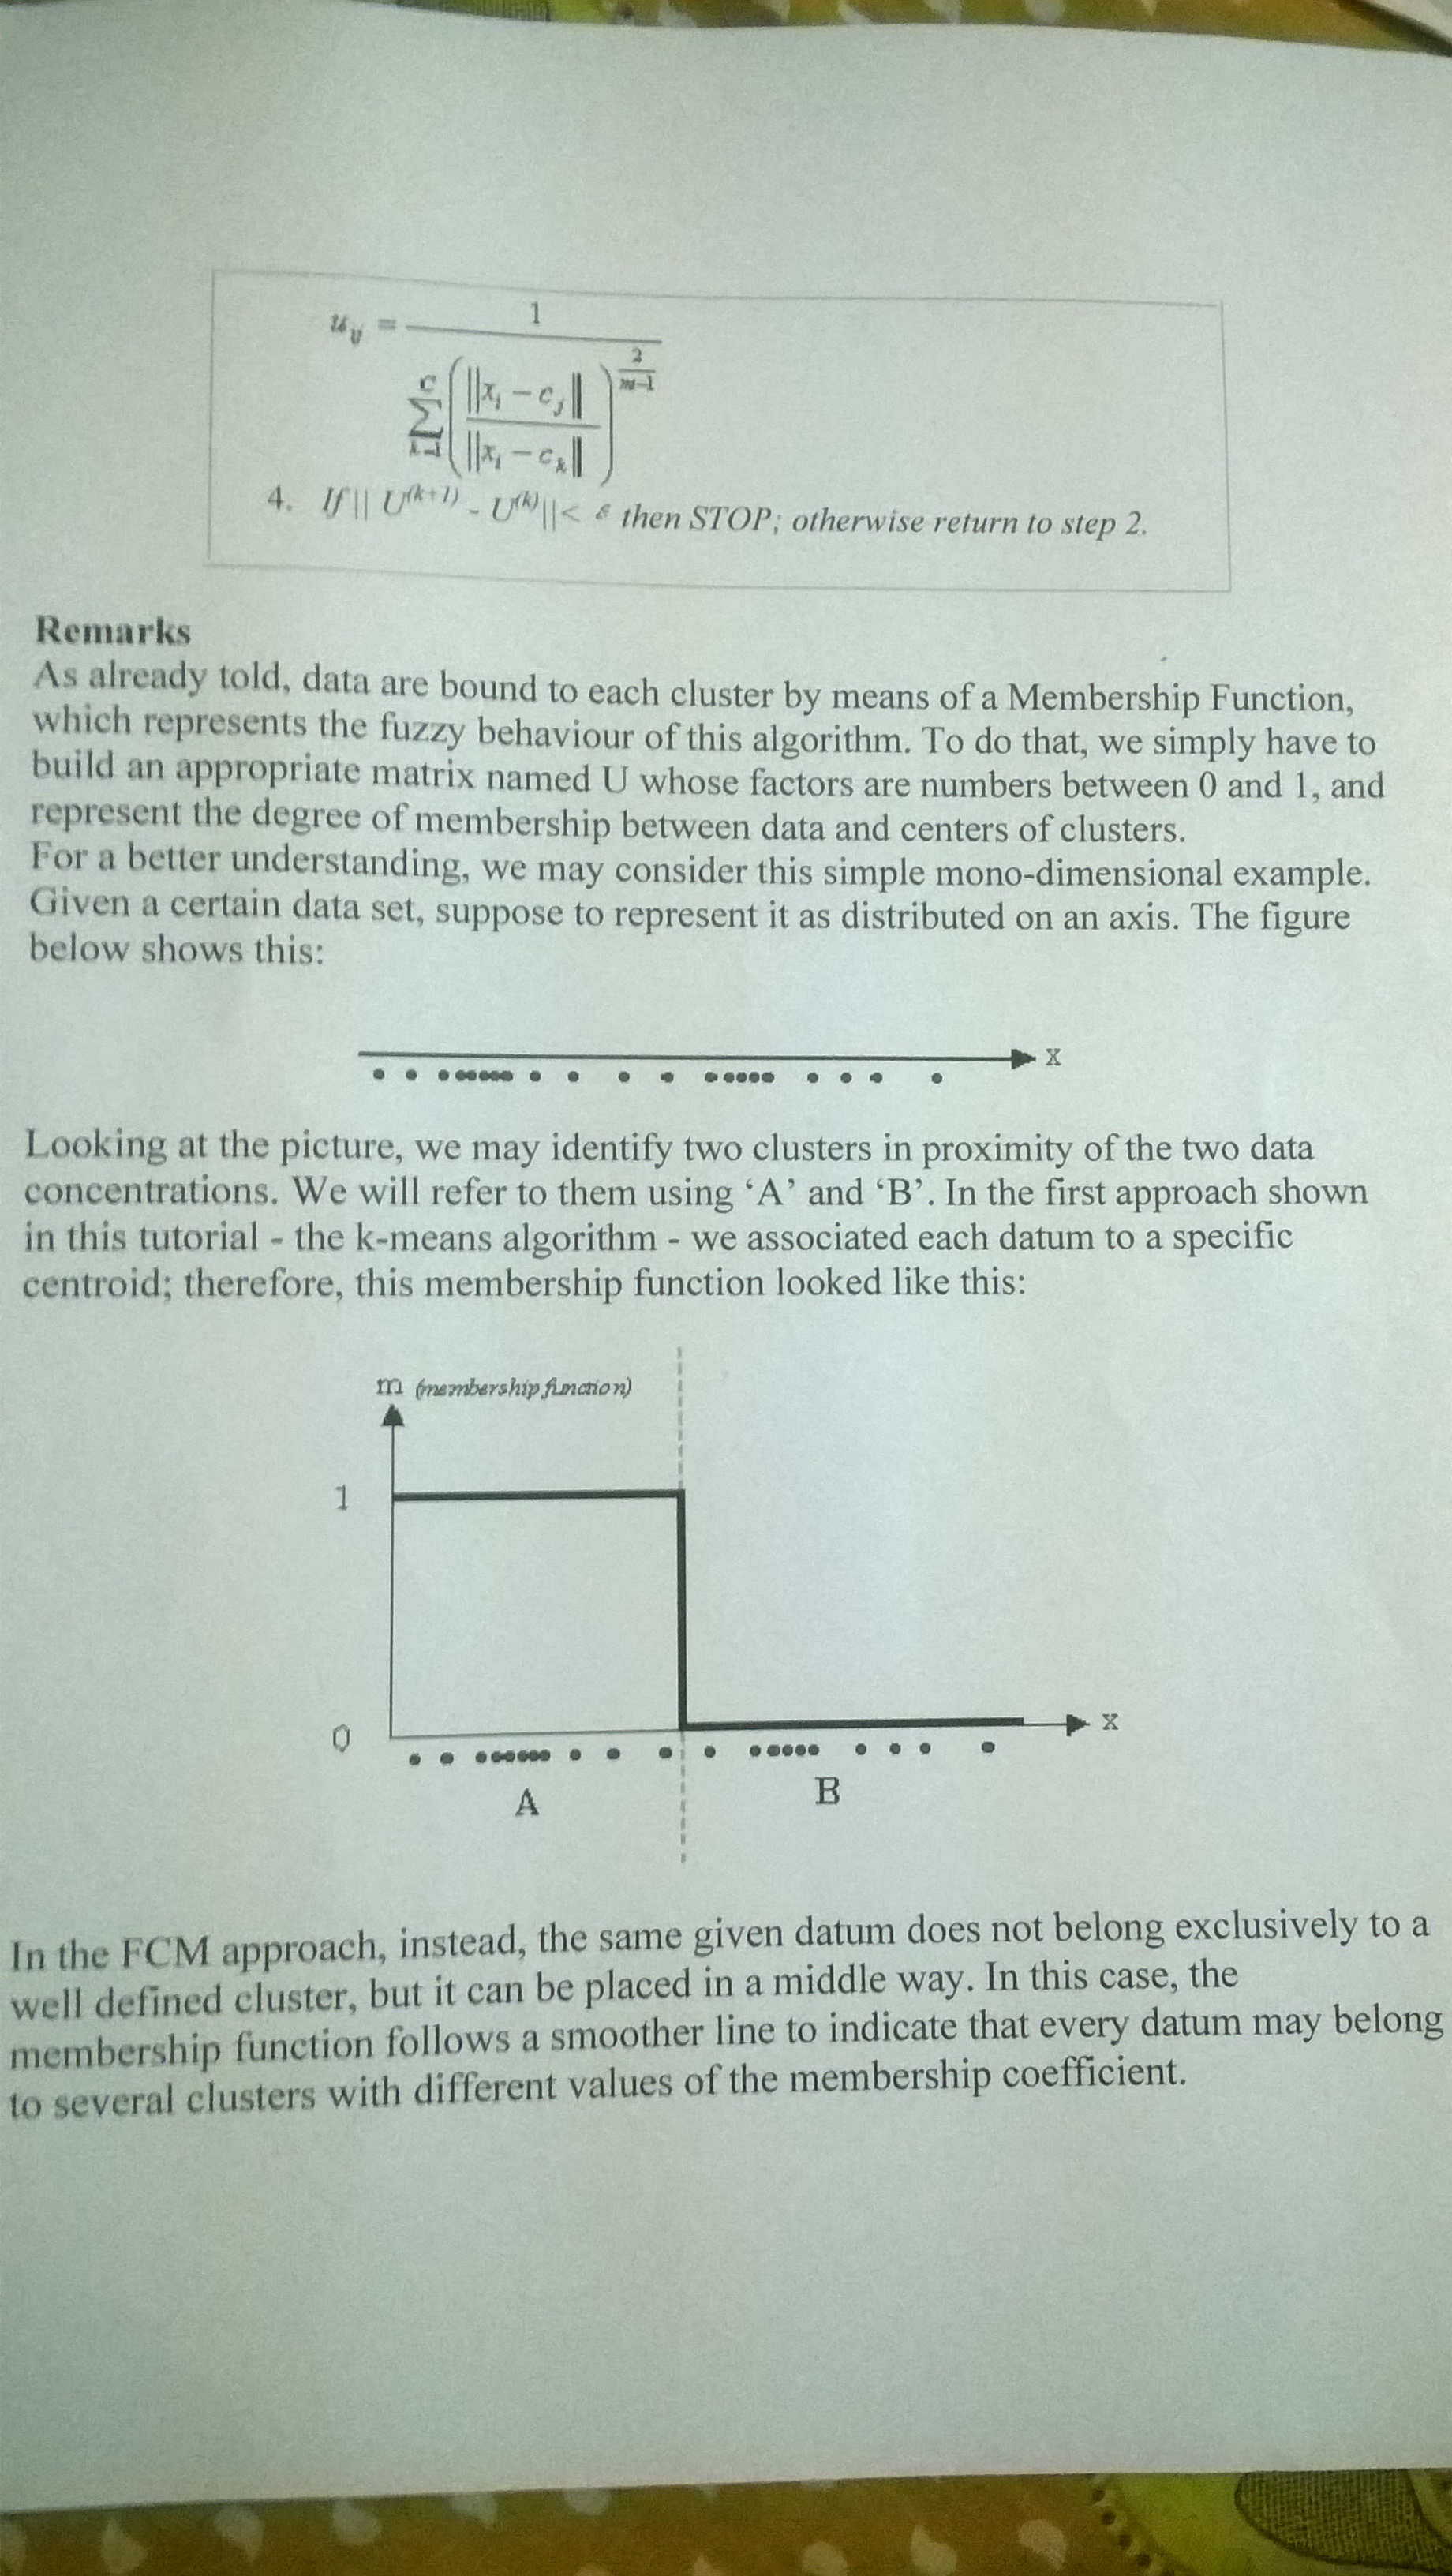 u_ij = 1 / Σ_{k=1}^{C} ( ||x_i − c_j|| / ||x_i − c_k|| )^{2/(m−1)}
4. If || U^(k+1) - U^(k) || < ε then STOP; otherwise return to step 2.
Remarks
As already told, data are bound to each cluster by means of a Membership Function,
which represents the fuzzy behaviour of this algorithm. To do that, we simply have to
build an appropriate matrix named U whose factors are numbers between 0 and 1, and
represent the degree of membership between data and centers of clusters.
For a better understanding, we may consider this simple mono-dimensional example.
Given a certain data set, suppose to represent it as distributed on an axis. The figure
below shows this:
x
Looking at the picture, we may identify two clusters in proximity of the two data
concentrations. We will refer to them using ‘A’ and ‘B’. In the first approach shown
in this tutorial - the k-means algorithm - we associated each datum to a specific
centroid; therefore, this membership function looked like this:
m (membership function)
1
0
x
A
B
In the FCM approach, instead, the same given datum does not belong exclusively to a
well defined cluster, but it can be placed in a middle way. In this case, the
membership function follows a smoother line to indicate that every datum may belong
to several clusters with different values of the membership coefficient.